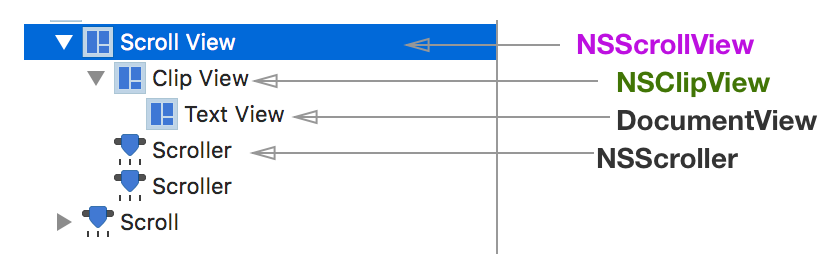 Scroll View NSScrollView
Clip View NSClipView
Text View DocumentView
Scroller NSScroller
Scroller
Scroll